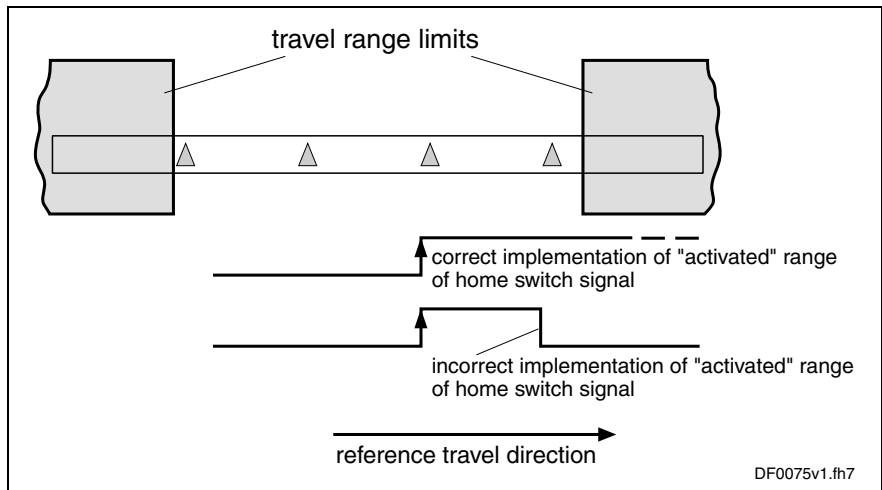 travel range limits
correct implementation of "activated" range
of home switch signal
incorrect implementation of "activated" range
of home switch signal
reference travel direction
DF0075v1.fh7